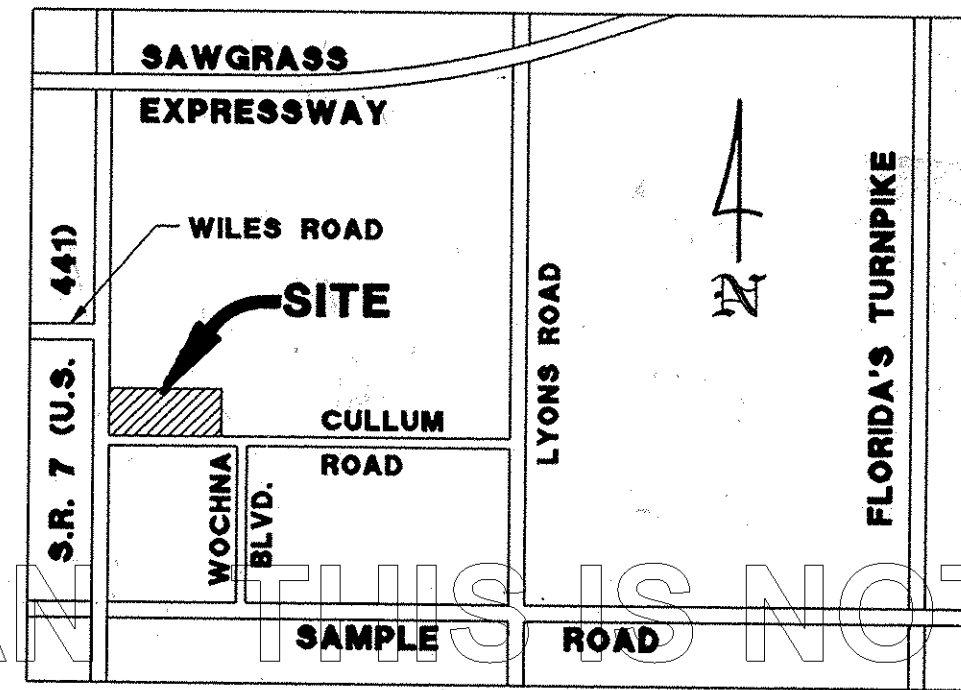 SAWGRASS
EXPRESSWAY
WILES ROAD
SITE
S.R. 7 (U.S. 441)
LYONS ROAD
N
FLORIDA'S TURNPIKE
CULLUM
ROAD
WOCHNA
BLVD.
SAMPLE ROAD
AN THIS IS NOT